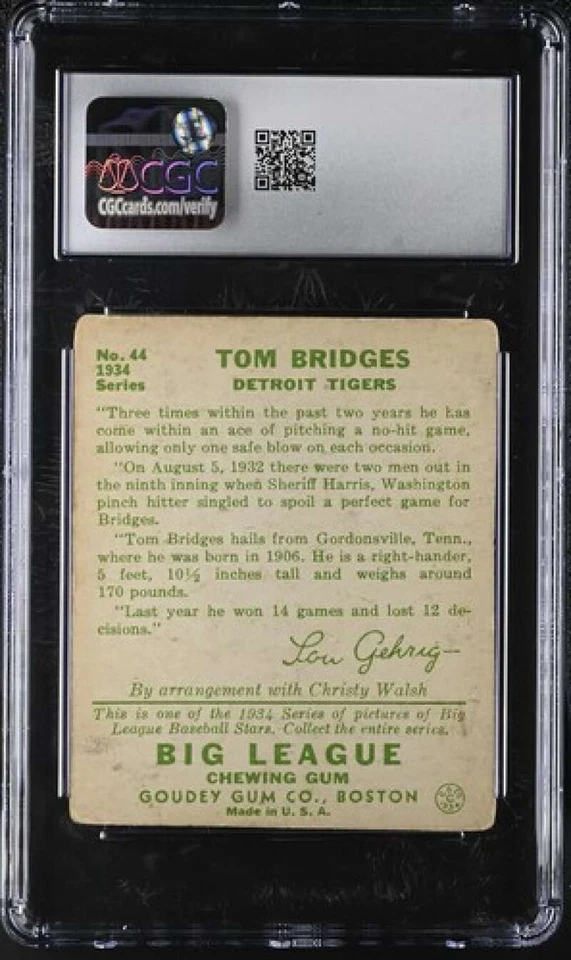 CGC
CGCcards.com/verify
No. 44
1934
Series
TOM BRIDGES
DETROIT TIGERS
"Three times within the past two years he has
come within an ace of pitching a no-hit game,
allowing only one safe blow on each occasion.
"On August 5, 1932 there were two men out in
the ninth inning when Sheriff Harris, Washington
pinch hitter singled to spoil a perfect game for
Bridges.
"Tom Bridges hails from Gordonsville, Tenn.,
where he was born in 1906. He is a right-hander,
5 feet, 10½ inches tall and weighs around
170 pounds.
"Last year he won 14 games and lost 12 de-
cisions."
Lou Gehrig
By arrangement with Christy Walsh
This is one of the 1934 Series of pictures of Big
League Baseball Stars. Collect the entire series.
BIG LEAGUE
CHEWING GUM
GOUDEY GUM CO., BOSTON
Made in U. S. A.